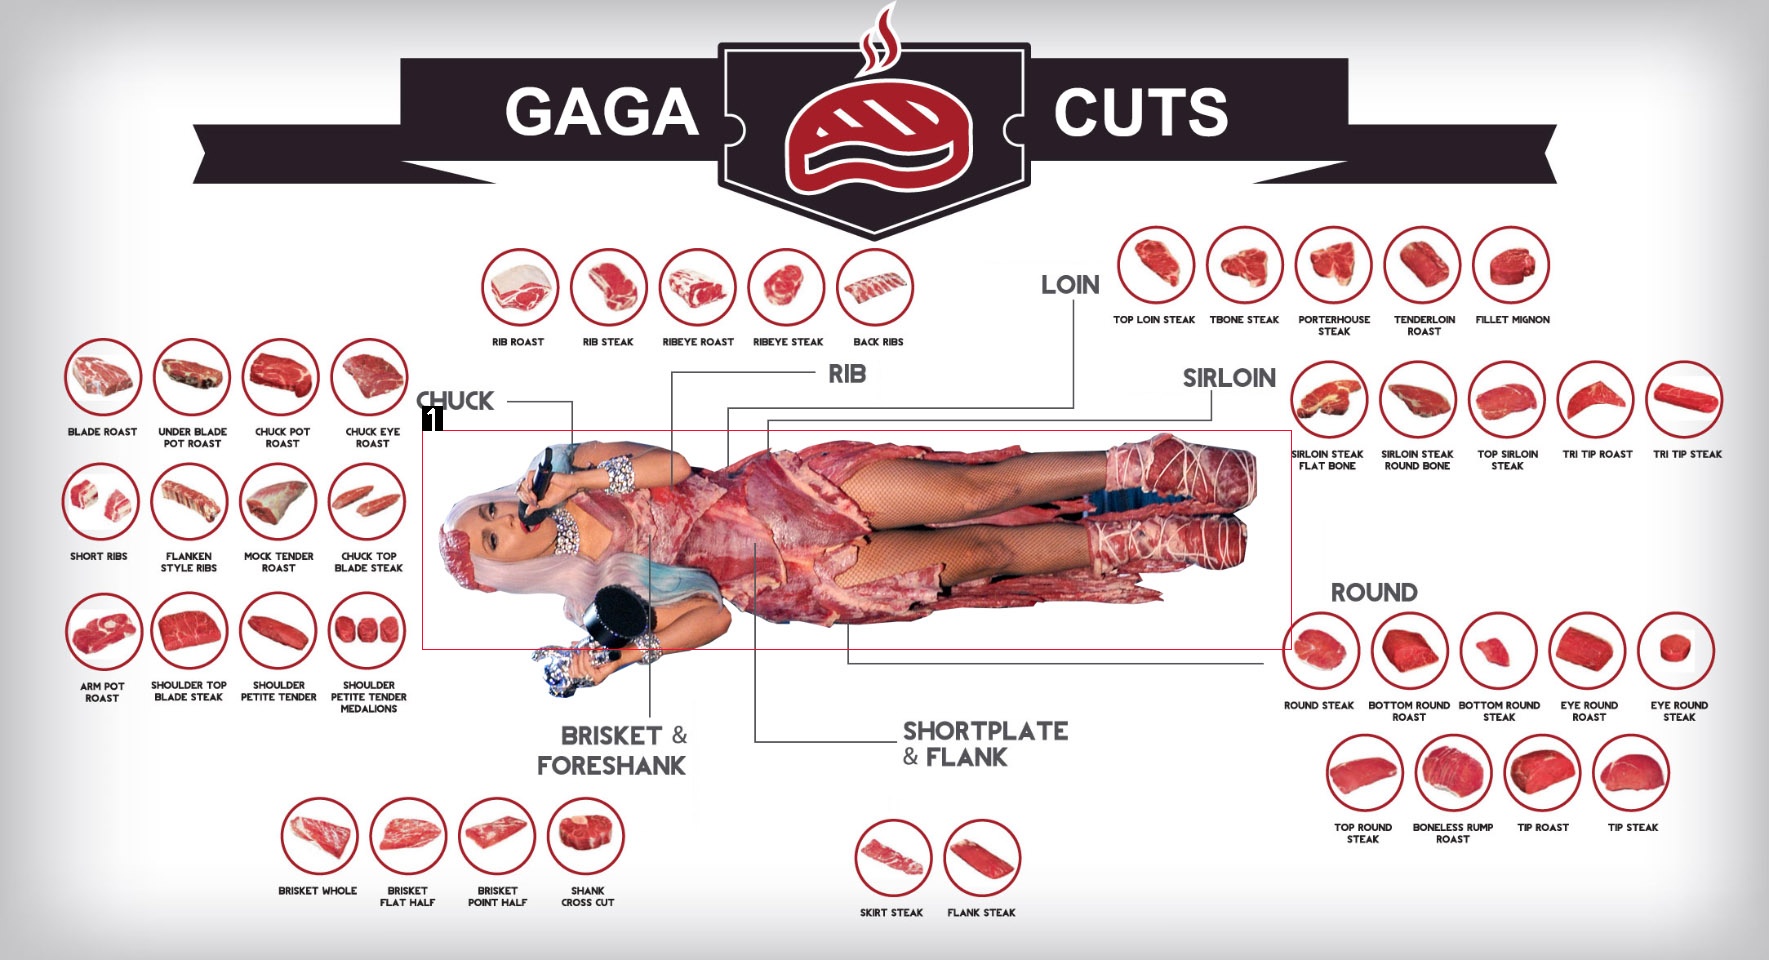 GAGA CUTS
LOIN
TOP LOIN STEAK
TBONE STEAK
PORTERHOUSE
STEAK
TENDERLOIN
ROAST
FILLET MIGNON
RIB ROAST
RIB STEAK
RIBEYE ROAST
RIBEYE STEAK
BACK RIBS
RIB
SIRLOIN
SIRLOIN STEAK
FLAT BONE
SIRLOIN STEAK
ROUND BONE
TOP SIRLOIN
STEAK
TRI TIP ROAST
TRI TIP STEAK
CHUCK
1
BLADE ROAST
UNDER BLADE
POT ROAST
CHUCK POT
ROAST
CHUCK EYE
ROAST
SHORT RIBS
FLANKEN
STYLE RIBS
MOCK TENDER
ROAST
CHUCK TOP
BLADE STEAK
ARM POT
ROAST
SHOULDER TOP
BLADE STEAK
SHOULDER
PETITE TENDER
SHOULDER
PETITE TENDER
MEDALIONS
ROUND
ROUND STEAK
BOTTOM ROUND
ROAST
BOTTOM ROUND
STEAK
EYE ROUND
ROAST
EYE ROUND
STEAK
TOP ROUND
STEAK
BONELESS RUMP
ROAST
TIP ROAST
TIP STEAK
BRISKET &
FORESHANK
BRISKET WHOLE
BRISKET
FLAT HALF
BRISKET
POINT HALF
SHANK
CROSS CUT
SHORTPLATE
& FLANK
SKIRT STEAK
FLANK STEAK